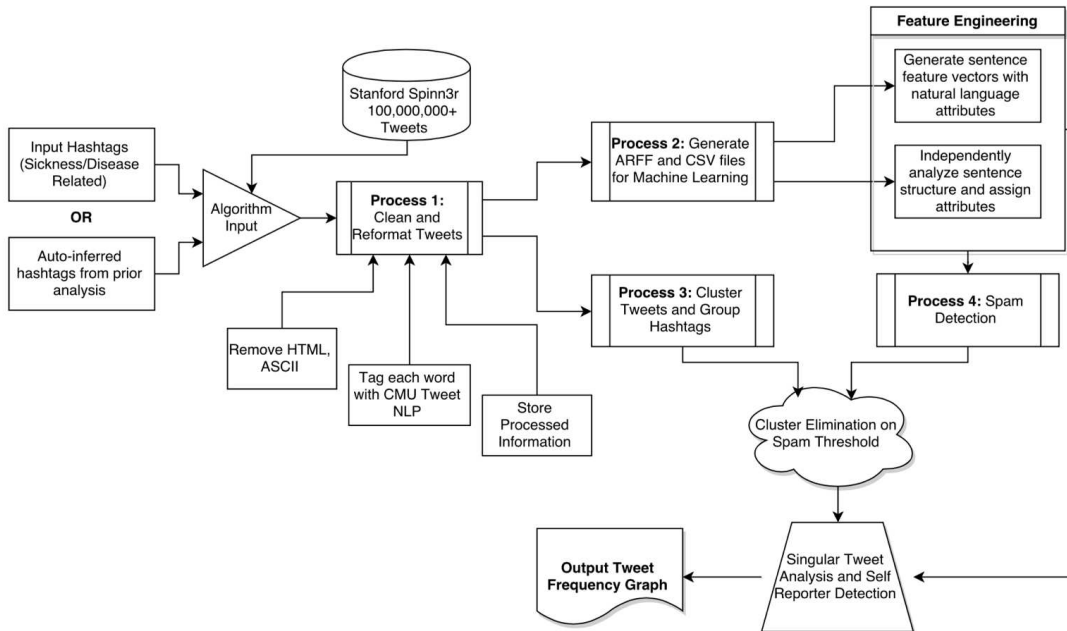 Feature Engineering
Generate sentence
feature vectors with
natural language
attributes
Independently
analyze sentence
structure and assign
attributes
Stanford Spinn3r
100,000,000+
Tweets
Input Hashtags
(Sickness/Disease
Related)
OR
Auto-inferred
hashtags from prior
analysis
Algorithm
Input
Process 1:
Clean and
Reformat Tweets
Process 2: Generate
ARFF and CSV files
for Machine Learning
Process 3: Cluster
Tweets and Group
Hashtags
Process 4: Spam
Detection
Remove HTML,
ASCII
Tag each word
with CMU Tweet
NLP
Store
Processed
Information
Cluster Elimination on
Spam Threshold
Singular Tweet
Analysis and Self
Reporter Detection
Output Tweet
Frequency Graph